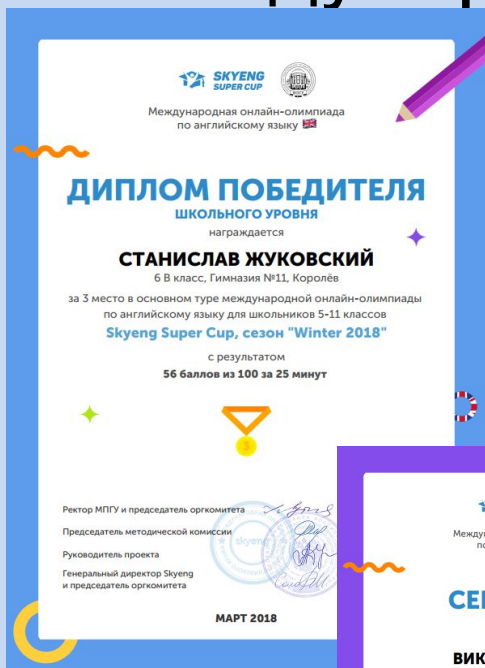 SKYENG
SUPER CUP
Международная онлайн-олимпиада
по английскому языку
ДИПЛОМ ПОБЕДИТЕЛЯ
ШКОЛЬНОГО УРОВНЯ
награждается
СТАНИСЛАВ ЖУКОВСКИЙ
6 В класс, Гимназия №11, Королёв
за 3 место в основном туре международной онлайн-олимпиады
по английскому языку для школьников 5-11 классов
Skyeng Super Cup, сезон "Winter 2018"
с результатом
56 баллов из 100 за 25 минут
3
Ректор МПГУ и председатель оргкомитета
Председатель методической комиссии
Руководитель проекта
Генеральный директор Skyeng
и председатель оргкомитета
skyeng
МАРТ 2018